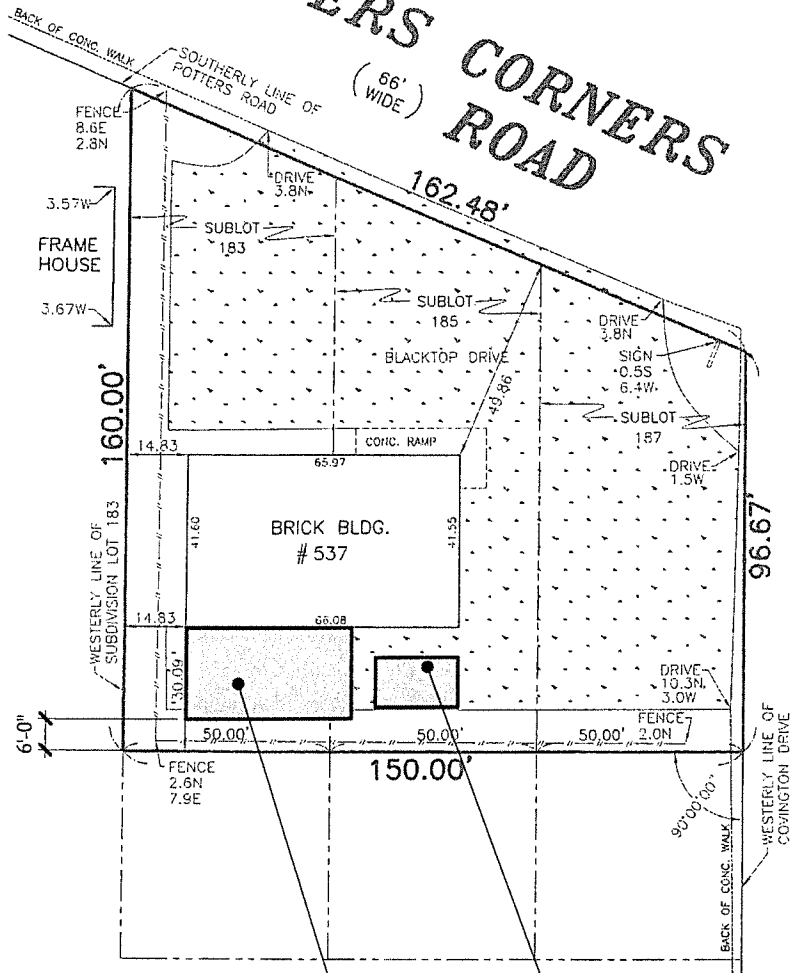 ERS CORNERS
ROAD
( 66'
WIDE )
BACK OF CONC. WALK
SOUTHERLY LINE OF
POTTERS ROAD
FENCE
8.6E
2.8N
DRIVE
3.8N
162.48'
3.57W
FRAME
HOUSE
3.67W
SUBLOT
183
SUBLOT
185
BLACKTOP DRIVE
49.86
DRIVE
3.8N
SIGN
0.5S
6.4W
SUBLOT
187
DRIVE
1.5W
160.00'
14.83
65.97
CONC. RAMP
41.60
BRICK BLDG.
# 537
41.55
96.67'
WESTERLY LINE OF
SUBDIVISION LOT 183
14.83
66.08
30.09'
DRIVE
10.3N
3.0W
6'-0"
50.00'
50.00'
50.00'
FENCE
2.0N
150.00'
FENCE
2.6N
7.9E
90°00'00"
WESTERLY LINE OF
COVINGTON DRIVE
BACK OF CONC. WALK